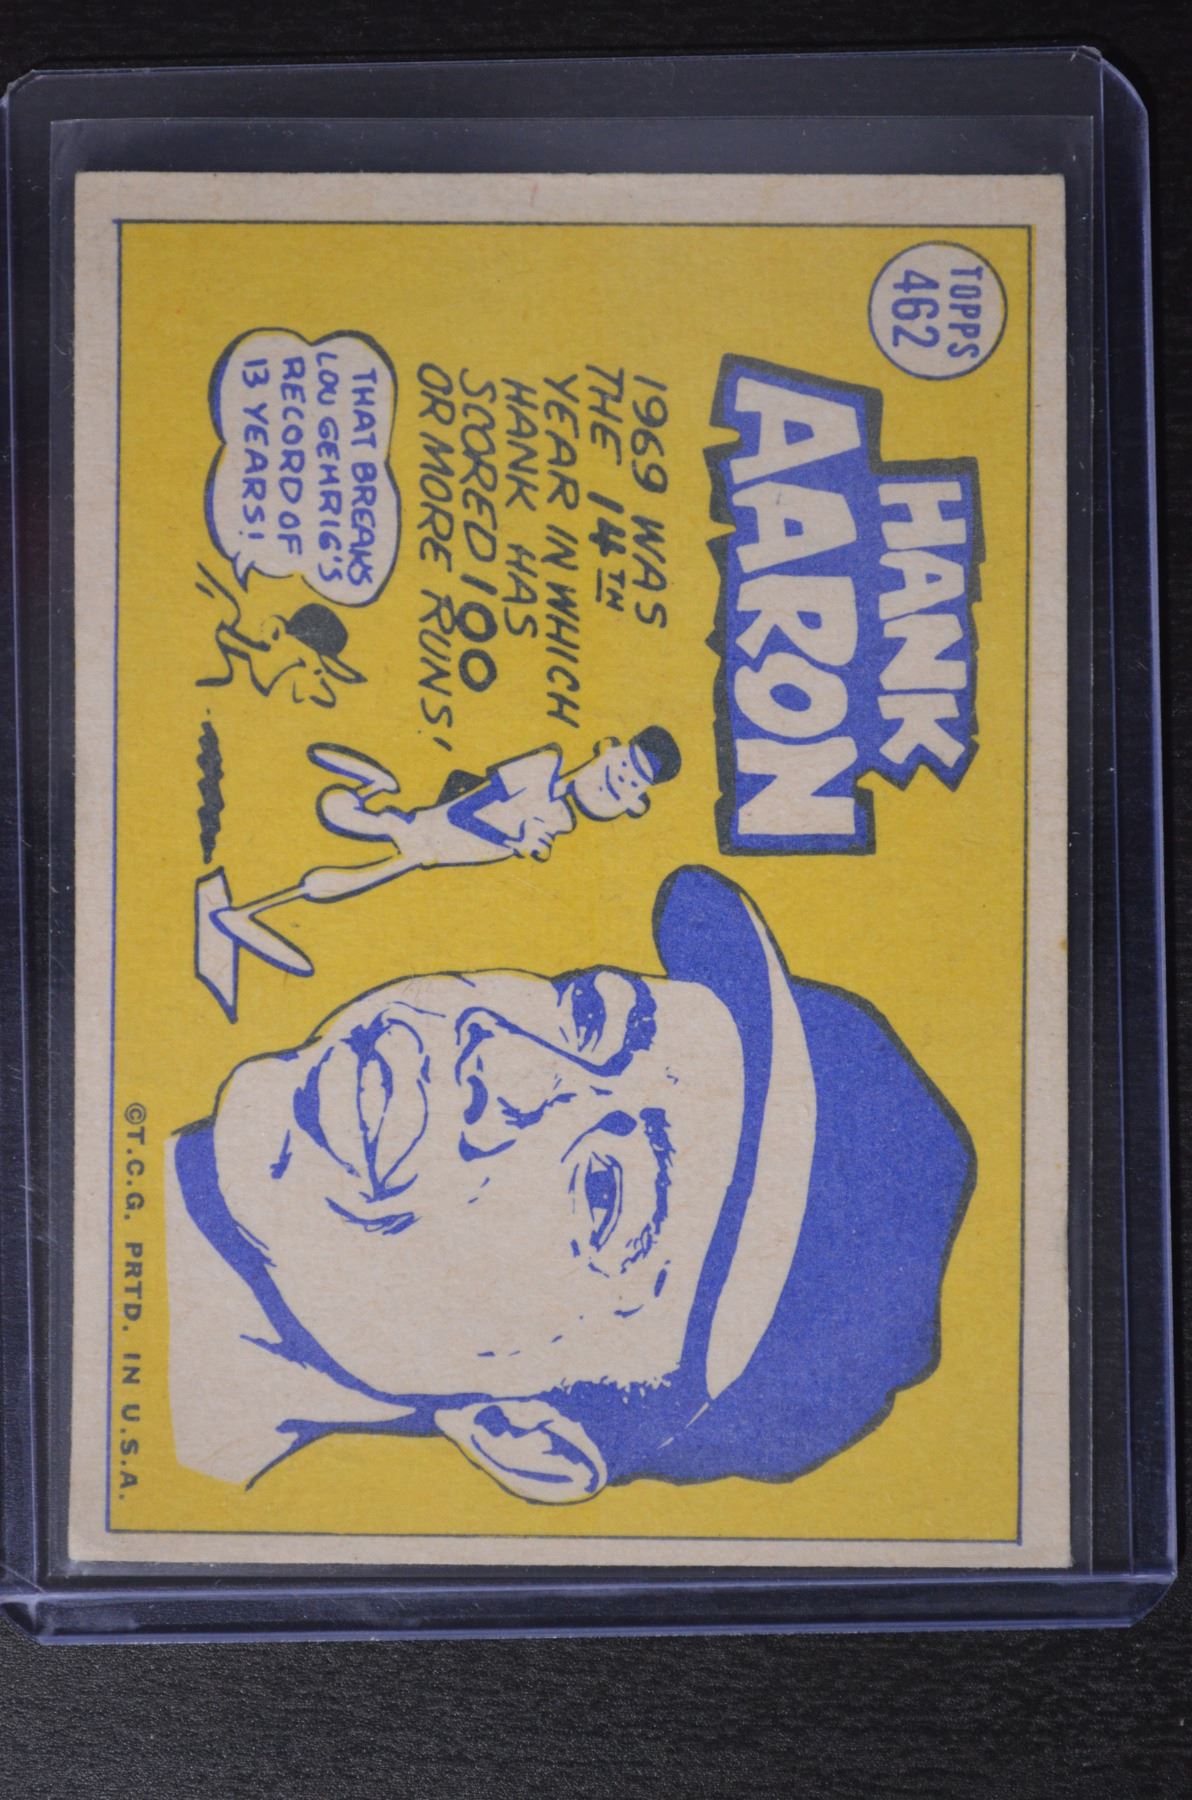 TOPPS
462
HANK
AARON
1969 WAS
THE 14TH
YEAR IN WHICH
HANK HAS
SCORED 100
OR MORE RUNS!
THAT BREAKS
LOU GEHRIG'S
RECORD OF
13 YEARS!
©T.C.G. PRTD. IN U.S.A.